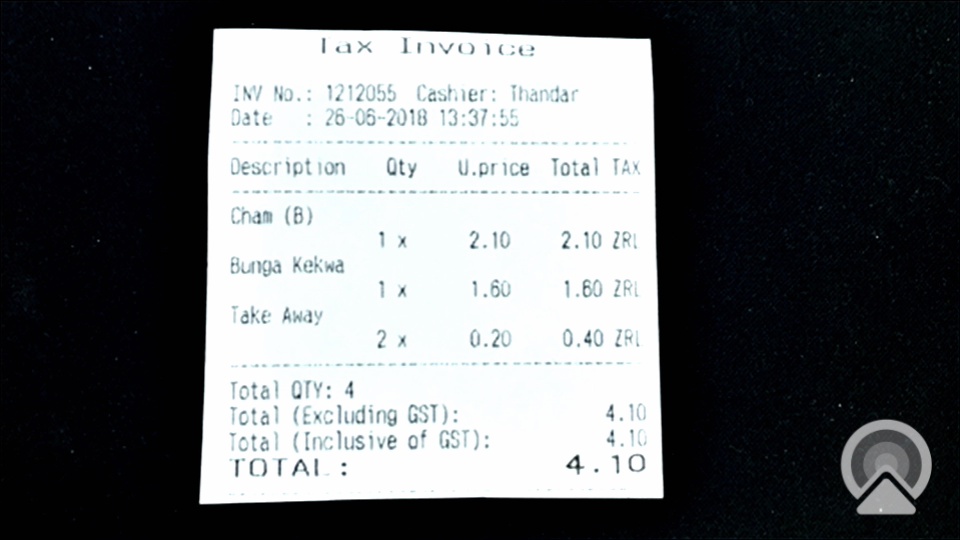 Tax Invoice
INV No.: 1212055 Cashier: Thandar
Date : 26-06-2018 13:37:55
Description Qty U.price Total TAX
Cham (B)
1 x 2.10 2.10 ZRL
Bunga Kekwa
1 x 1.60 1.60 ZRL
Take Away
2 x 0.20 0.40 ZRL
Total QTY: 4
Total (Excluding GST): 4.10
Total (Inclusive of GST): 4.10
TOTAL: 4.10